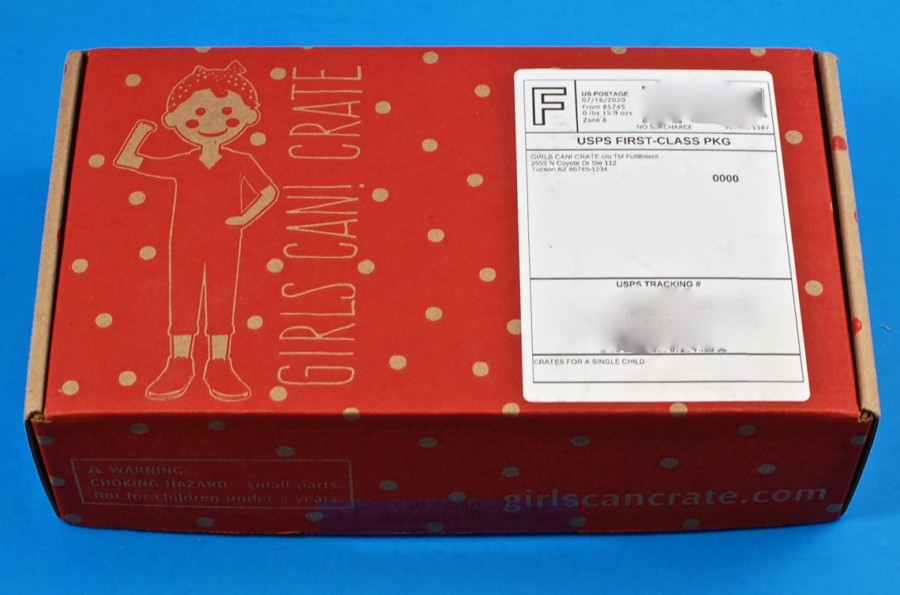 GIRLS CAN! CRATE
F
US POSTAGE
07/16/2020
From 85745
0 lbs 15.9 ozs
Zone 8
NO SURCHARGE
USPS FIRST-CLASS PKG
GIRLS CAN! CRATE c/o TM Fulfillment
2555 N Coyote Dr Ste 112
Tucson AZ 85745-1234
0000
USPS TRACKING #
CRATES FOR A SINGLE CHILD
WARNING:
CHOKING HAZARD - small parts.
Not for children under 3 years.
girlscancrate.com